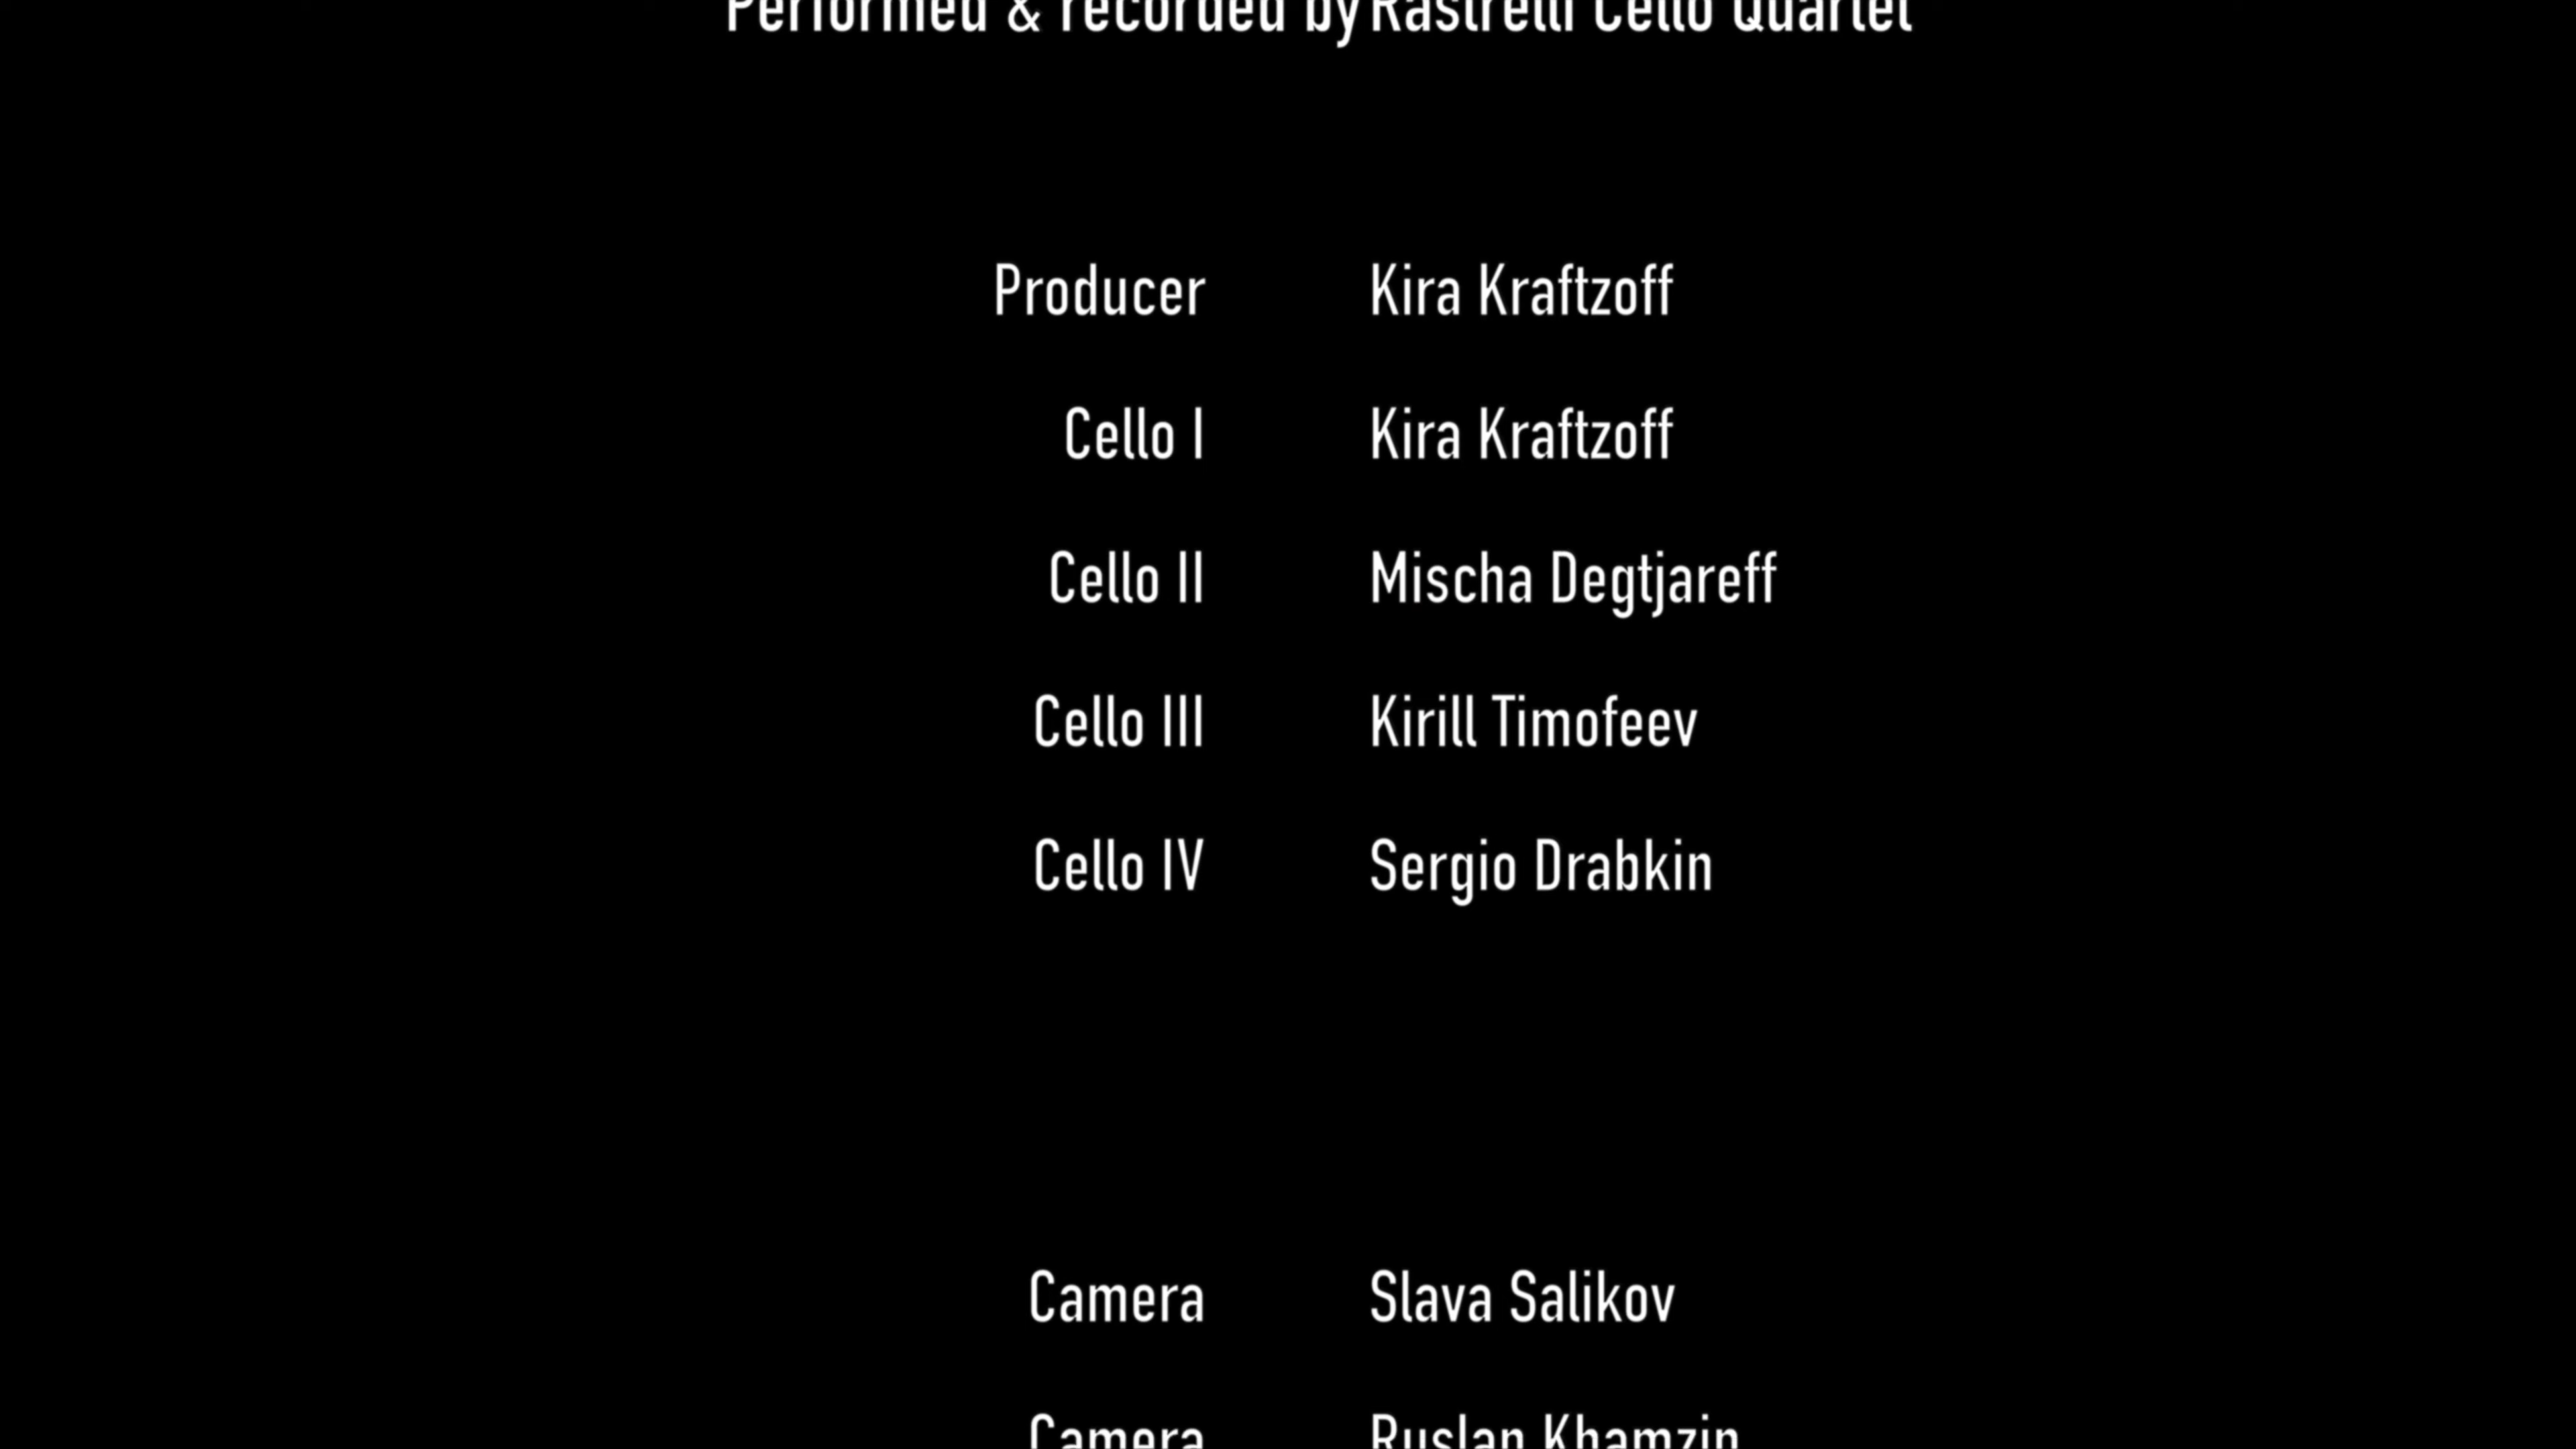 Performed & recorded by Rastrelli Cello Quartet
Producer Kira Kraftzoff
Cello I Kira Kraftzoff
Cello II Mischa Degtjareff
Cello III Kirill Timofeev
Cello IV Sergio Drabkin
Camera Slava Salikov
Camera Ruslan Khamzin